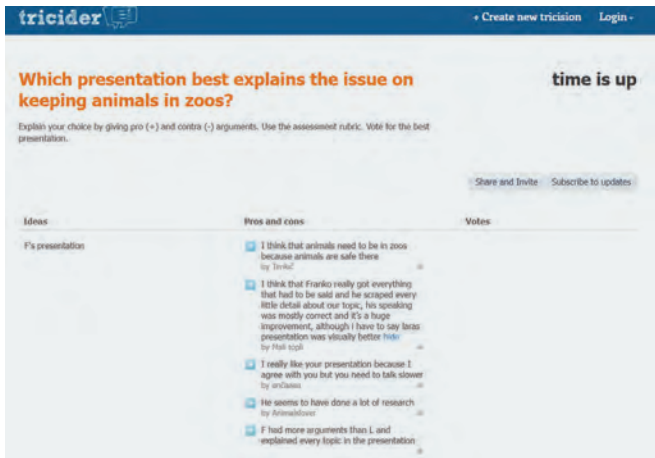 tricider
+ Create new tricision
Login
Which presentation best explains the issue on
keeping animals in zoos?
time is up
Explain your choice by giving pro (+) and contra (-) arguments. Use the assessment rubric. Vote for the best
presentation.
Share and Invite
Subscribe to updates
Ideas
Pros and cons
Votes
F's presentation
I think that animals need to be in zoos
because animals are safe there
by
I think that Franko really got everything
that had to be said and he scraped every
little detail about our topic, his speaking
was mostly correct and it's a huge
improvement, although i have to say laras
presentation was visually better hide
by Mali
I really like your presentation because I
agree with you but you need to talk slower
by
He seems to have done a lot of research
by Animallover
F had more arguments than L and
explained every topic in the presentation